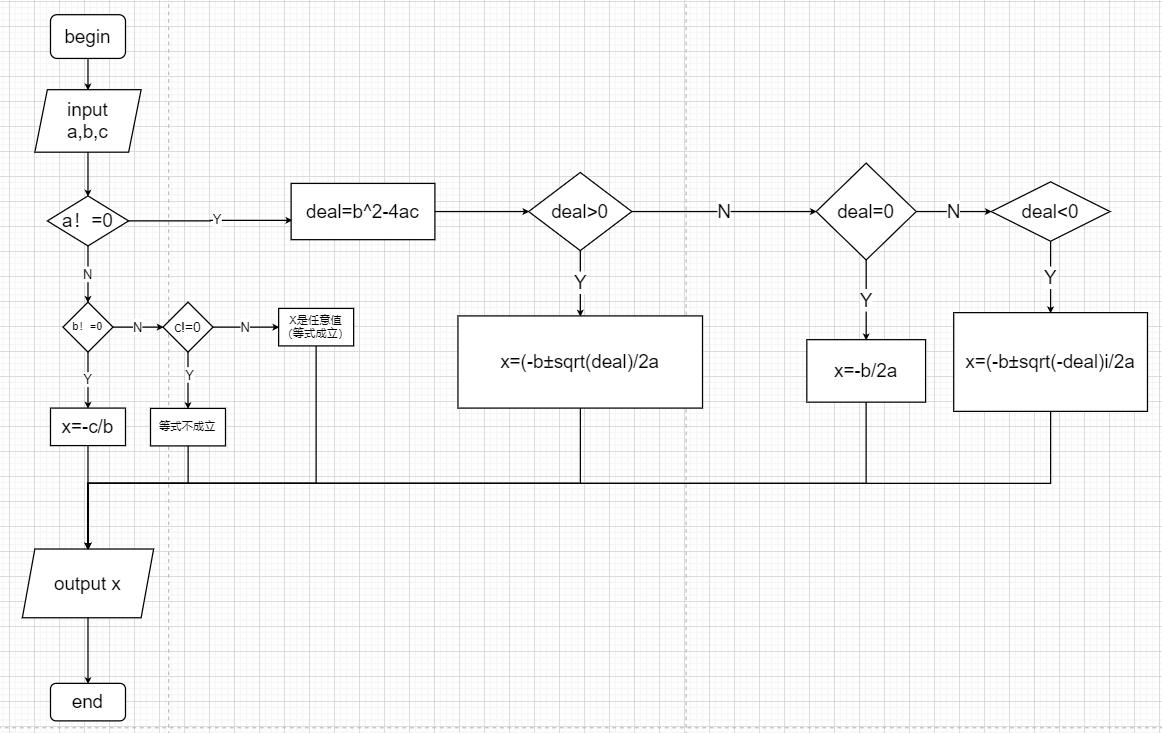 begin
input
a,b,c
a! =0
Y
deal=b^2-4ac
deal>0
N
deal=0
N
deal<0
N
Y
Y
Y
b! =0
N
c!=0
N
X是任意值
(等式成立)
x=(-b±sqrt(deal)/2a
x=-b/2a
x=(-b±sqrt(-deal)i/2a
Y
Y
x=-c/b
等式不成立
output x
end